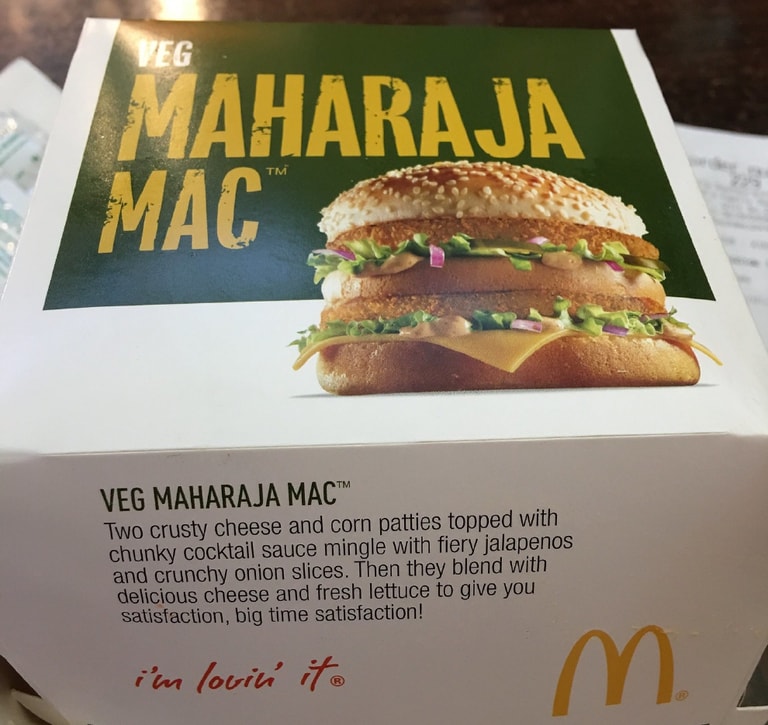 VEG
MAHARAJA
MAC™
VEG MAHARAJA MAC™
Two crusty cheese and corn patties topped with
chunky cocktail sauce mingle with fiery jalapenos
and crunchy onion slices. Then they blend with
delicious cheese and fresh lettuce to give you
satisfaction, big time satisfaction!
i'm lovin' it®
M®